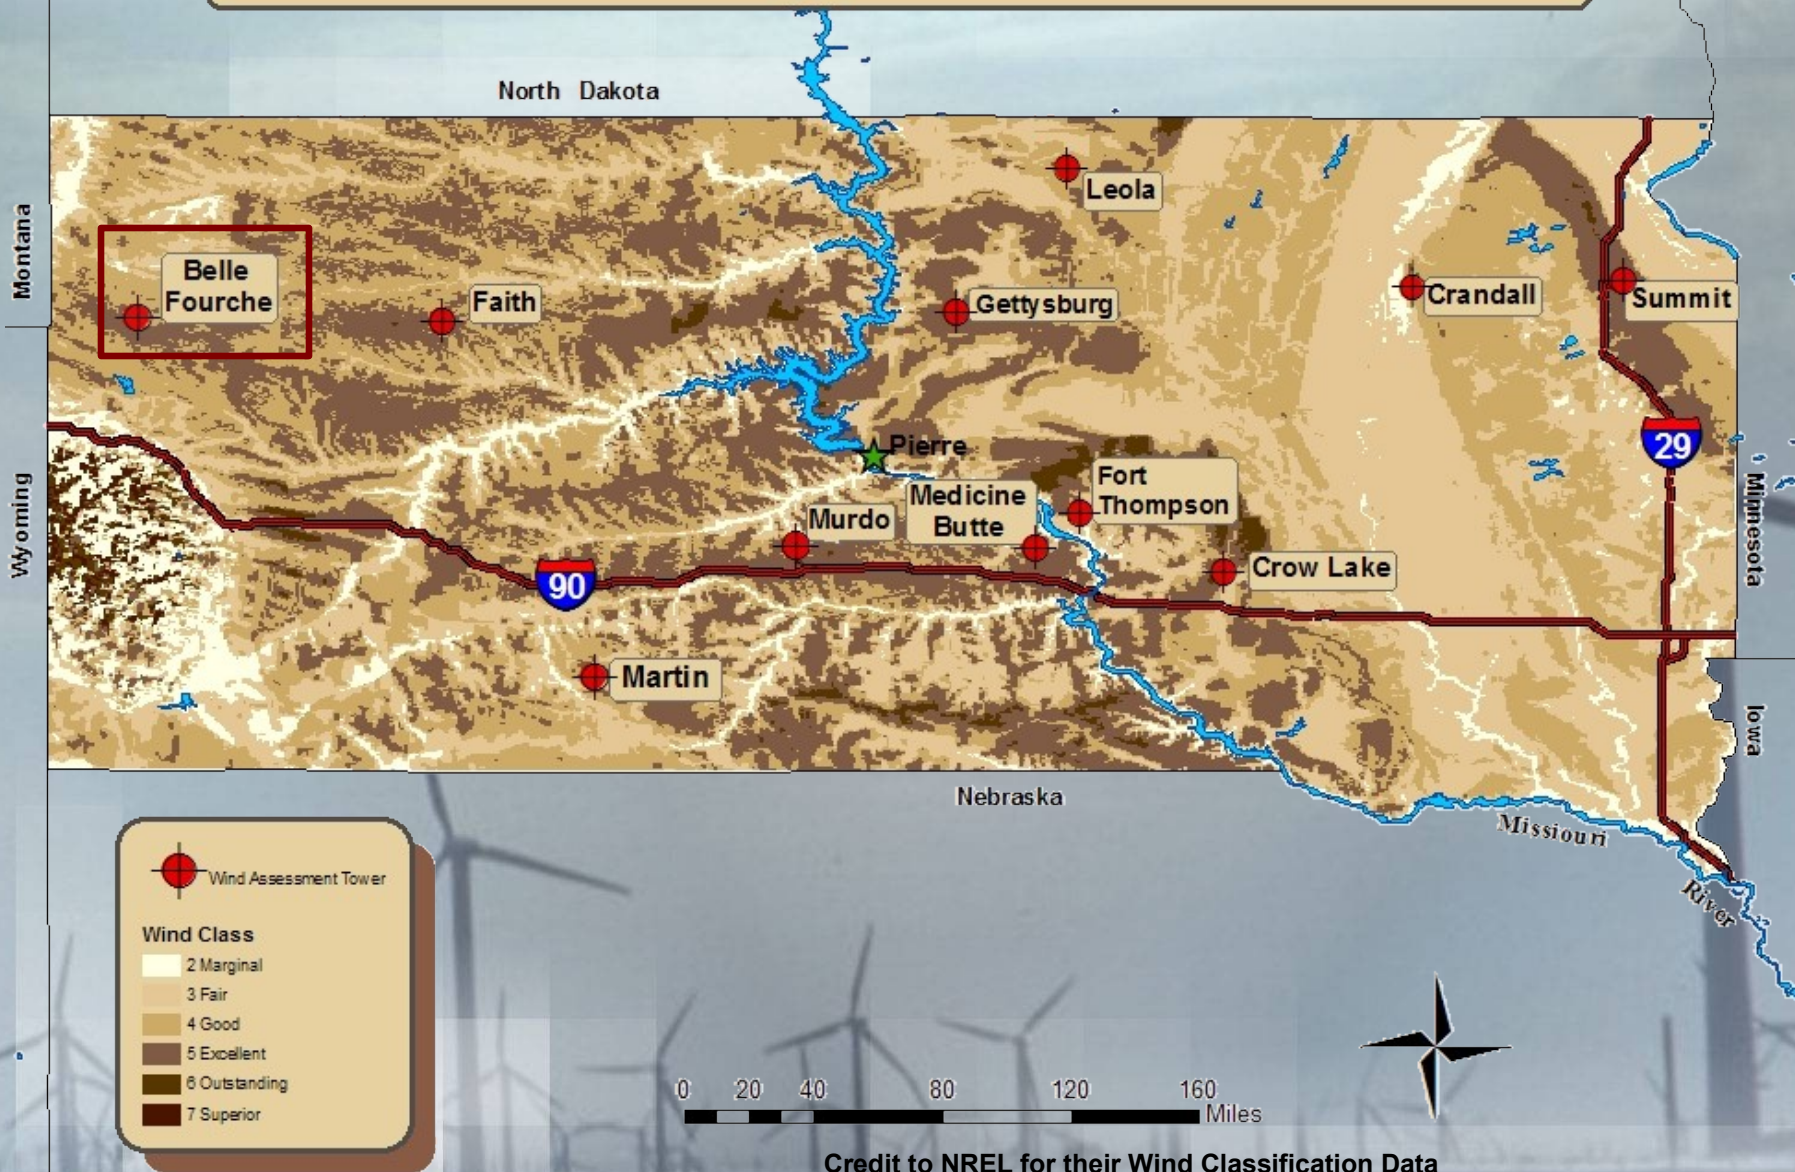 North Dakota
Montana
Wyoming
Belle
Fourche
Faith
Leola
Gettysburg
Crandall
Summit
Pierre
29
Medicine
Butte
Fort
Thompson
Murdo
Crow Lake
90
Martin
Minnesota
Iowa
Nebraska
Missiouri
River
Wind Assessment Tower
Wind Class
2 Marginal
3 Fair
4 Good
5 Excellent
6 Outstanding
7 Superior
0 20 40 80 120 160
Miles
Credit to NREL for their Wind Classification Data